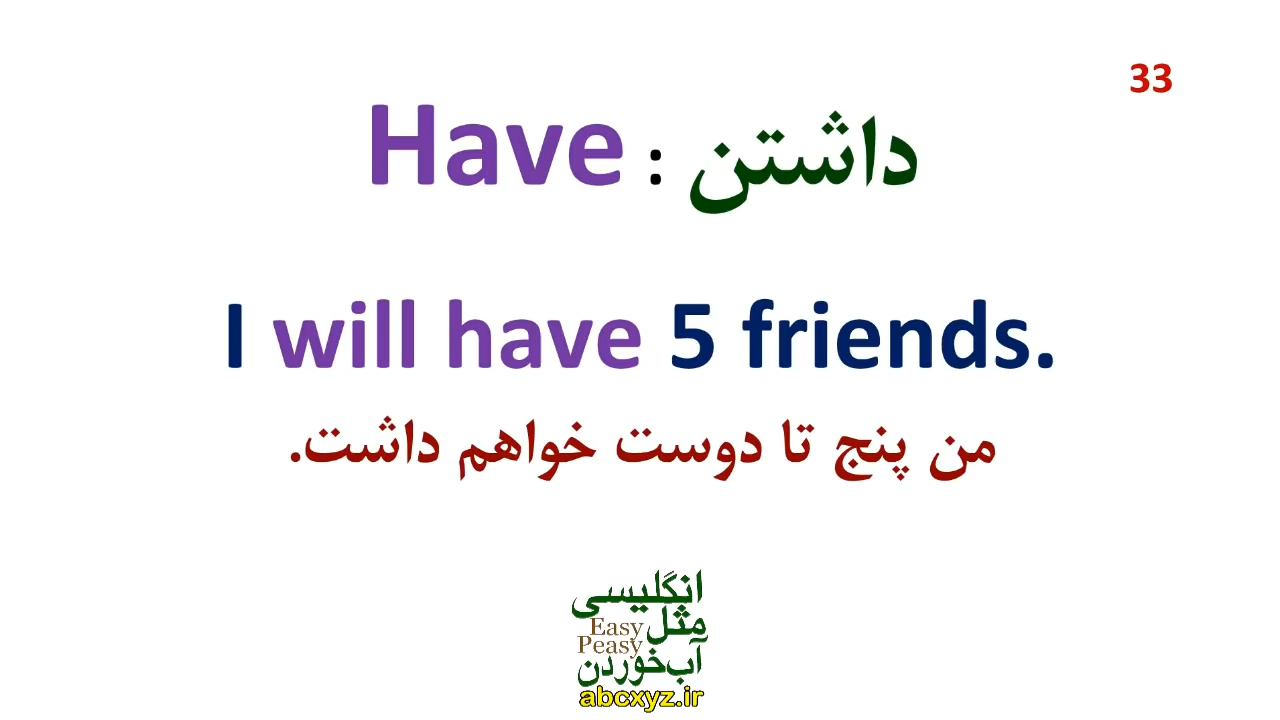 33
Have : داشتن
I will have 5 friends.
من پنج تا دوست خواهم داشت.
انگلیسی
مثل
Easy
Peasy
آب‌خوردن
abcxyz.ir